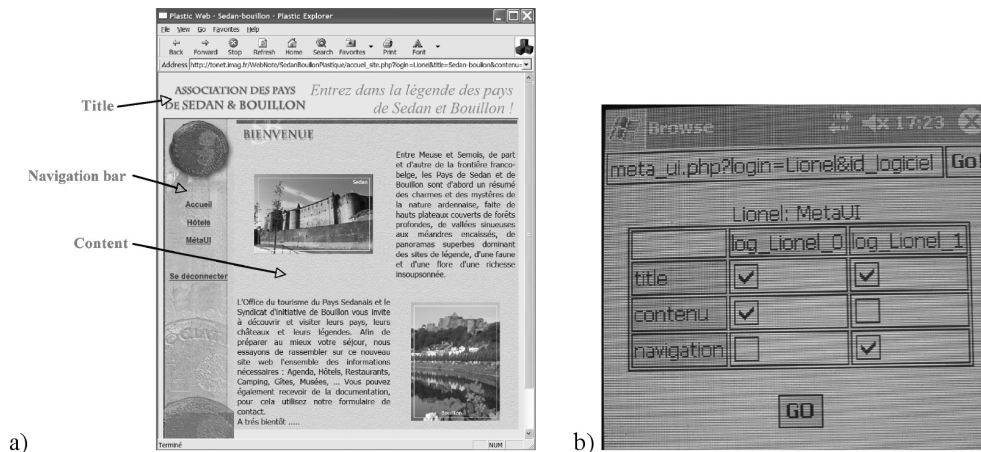 Plastic Web - Sedan-bouillon - Plastic Explorer
File View Go Favorites Help
Back Forward Stop Refresh Home Search Favorites Print Font
Address http://tonet.imag.fr/WebNote/SedanBouillonPlastique/accueil_site.php?login=Lionel&title=Sedan-bouillon&contenu=
Title
ASSOCIATION DES PAYS
DE SEDAN & BOUILLON
Entrez dans la légende des pays
de Sedan et Bouillon !
Navigation bar
Accueil
Hôtels
MétaUI
Se déconnecter
Content
BIENVENUE
Sedan
Entre Meuse et Semois, de part
et d'autre de la frontière franco-
belge, les Pays de Sedan et de
Bouillon sont d'abord un résumé
des charmes et des mystères de
la nature ardennaise, faite de
hauts plateaux couverts de forêts
profondes, de vallées sinueuses
aux méandres encaissés, de
panoramas superbes dominant
des sites de légende, d'une faune
et d'une flore d'une richesse
insoupsonnée.
L'Office du tourisme du Pays Sedanais et le
Syndicat d'initiative de Bouillon vous invite
à découvrir et visiter leurs pays, leurs
châteaux et leurs légendes. Afin de
préparer au mieux votre séjour, nous
essayons de rassembler sur ce nouveau
site web l'ensemble des informations
nécessaires : Agenda, Hôtels, Restaurants,
Camping, Gîtes, Musées, ... Vous pouvez
également recevoir de la documentation,
pour cela utilisez notre formulaire de
contact.
A très bientôt .....
Bouillon
Terminé NUM
a)
Browse 17:23
meta_ui.php?login=Lionel&id_logiciel Go!
Lionel: MetaUI
log_Lionel_0 log_Lionel_1
title
contenu
navigation
GO
b)